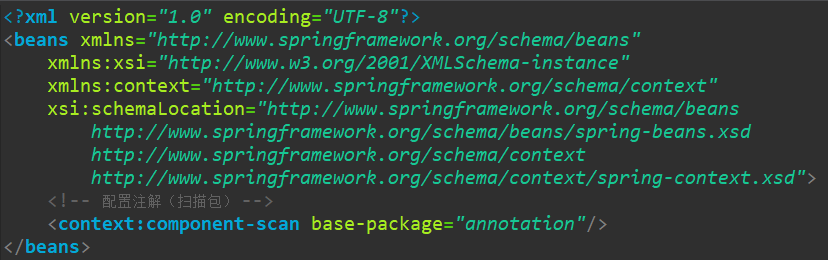 <?xml version="1.0" encoding="UTF-8"?>
<beans xmlns="http://www.springframework.org/schema/beans"
    xmlns:xsi="http://www.w3.org/2001/XMLSchema-instance"
    xmlns:context="http://www.springframework.org/schema/context"
    xsi:schemaLocation="http://www.springframework.org/schema/beans
        http://www.springframework.org/schema/beans/spring-beans.xsd
        http://www.springframework.org/schema/context
        http://www.springframework.org/schema/context/spring-context.xsd">
    <!-- 配置注解（扫描包）-->
    <context:component-scan base-package="annotation"/>
</beans>